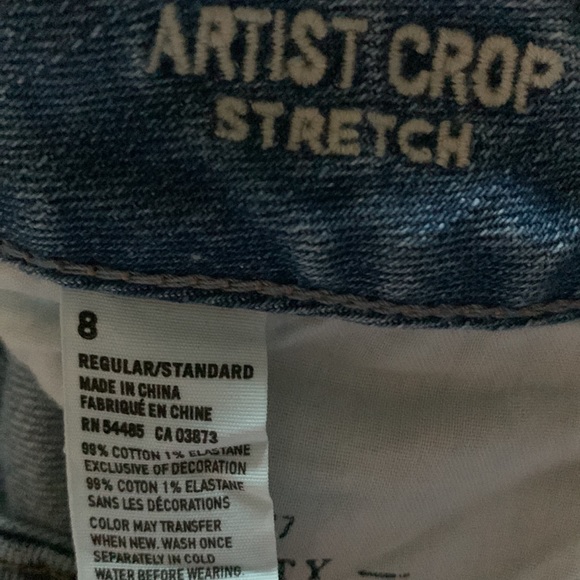 ARTIST CROP
STRETCH
8
REGULAR/STANDARD
MADE IN CHINA
FABRIQUÉ EN CHINE
RN 54485 CA 03873
99% COTTON 1% ELASTANE
EXCLUSIVE OF DECORATION
99% COTON 1% ELASTANE
SANS LES DÉCORATIONS
COLOR MAY TRANSFER
WHEN NEW. WASH ONCE
SEPARATELY IN COLD
WATER BEFORE WEARING.